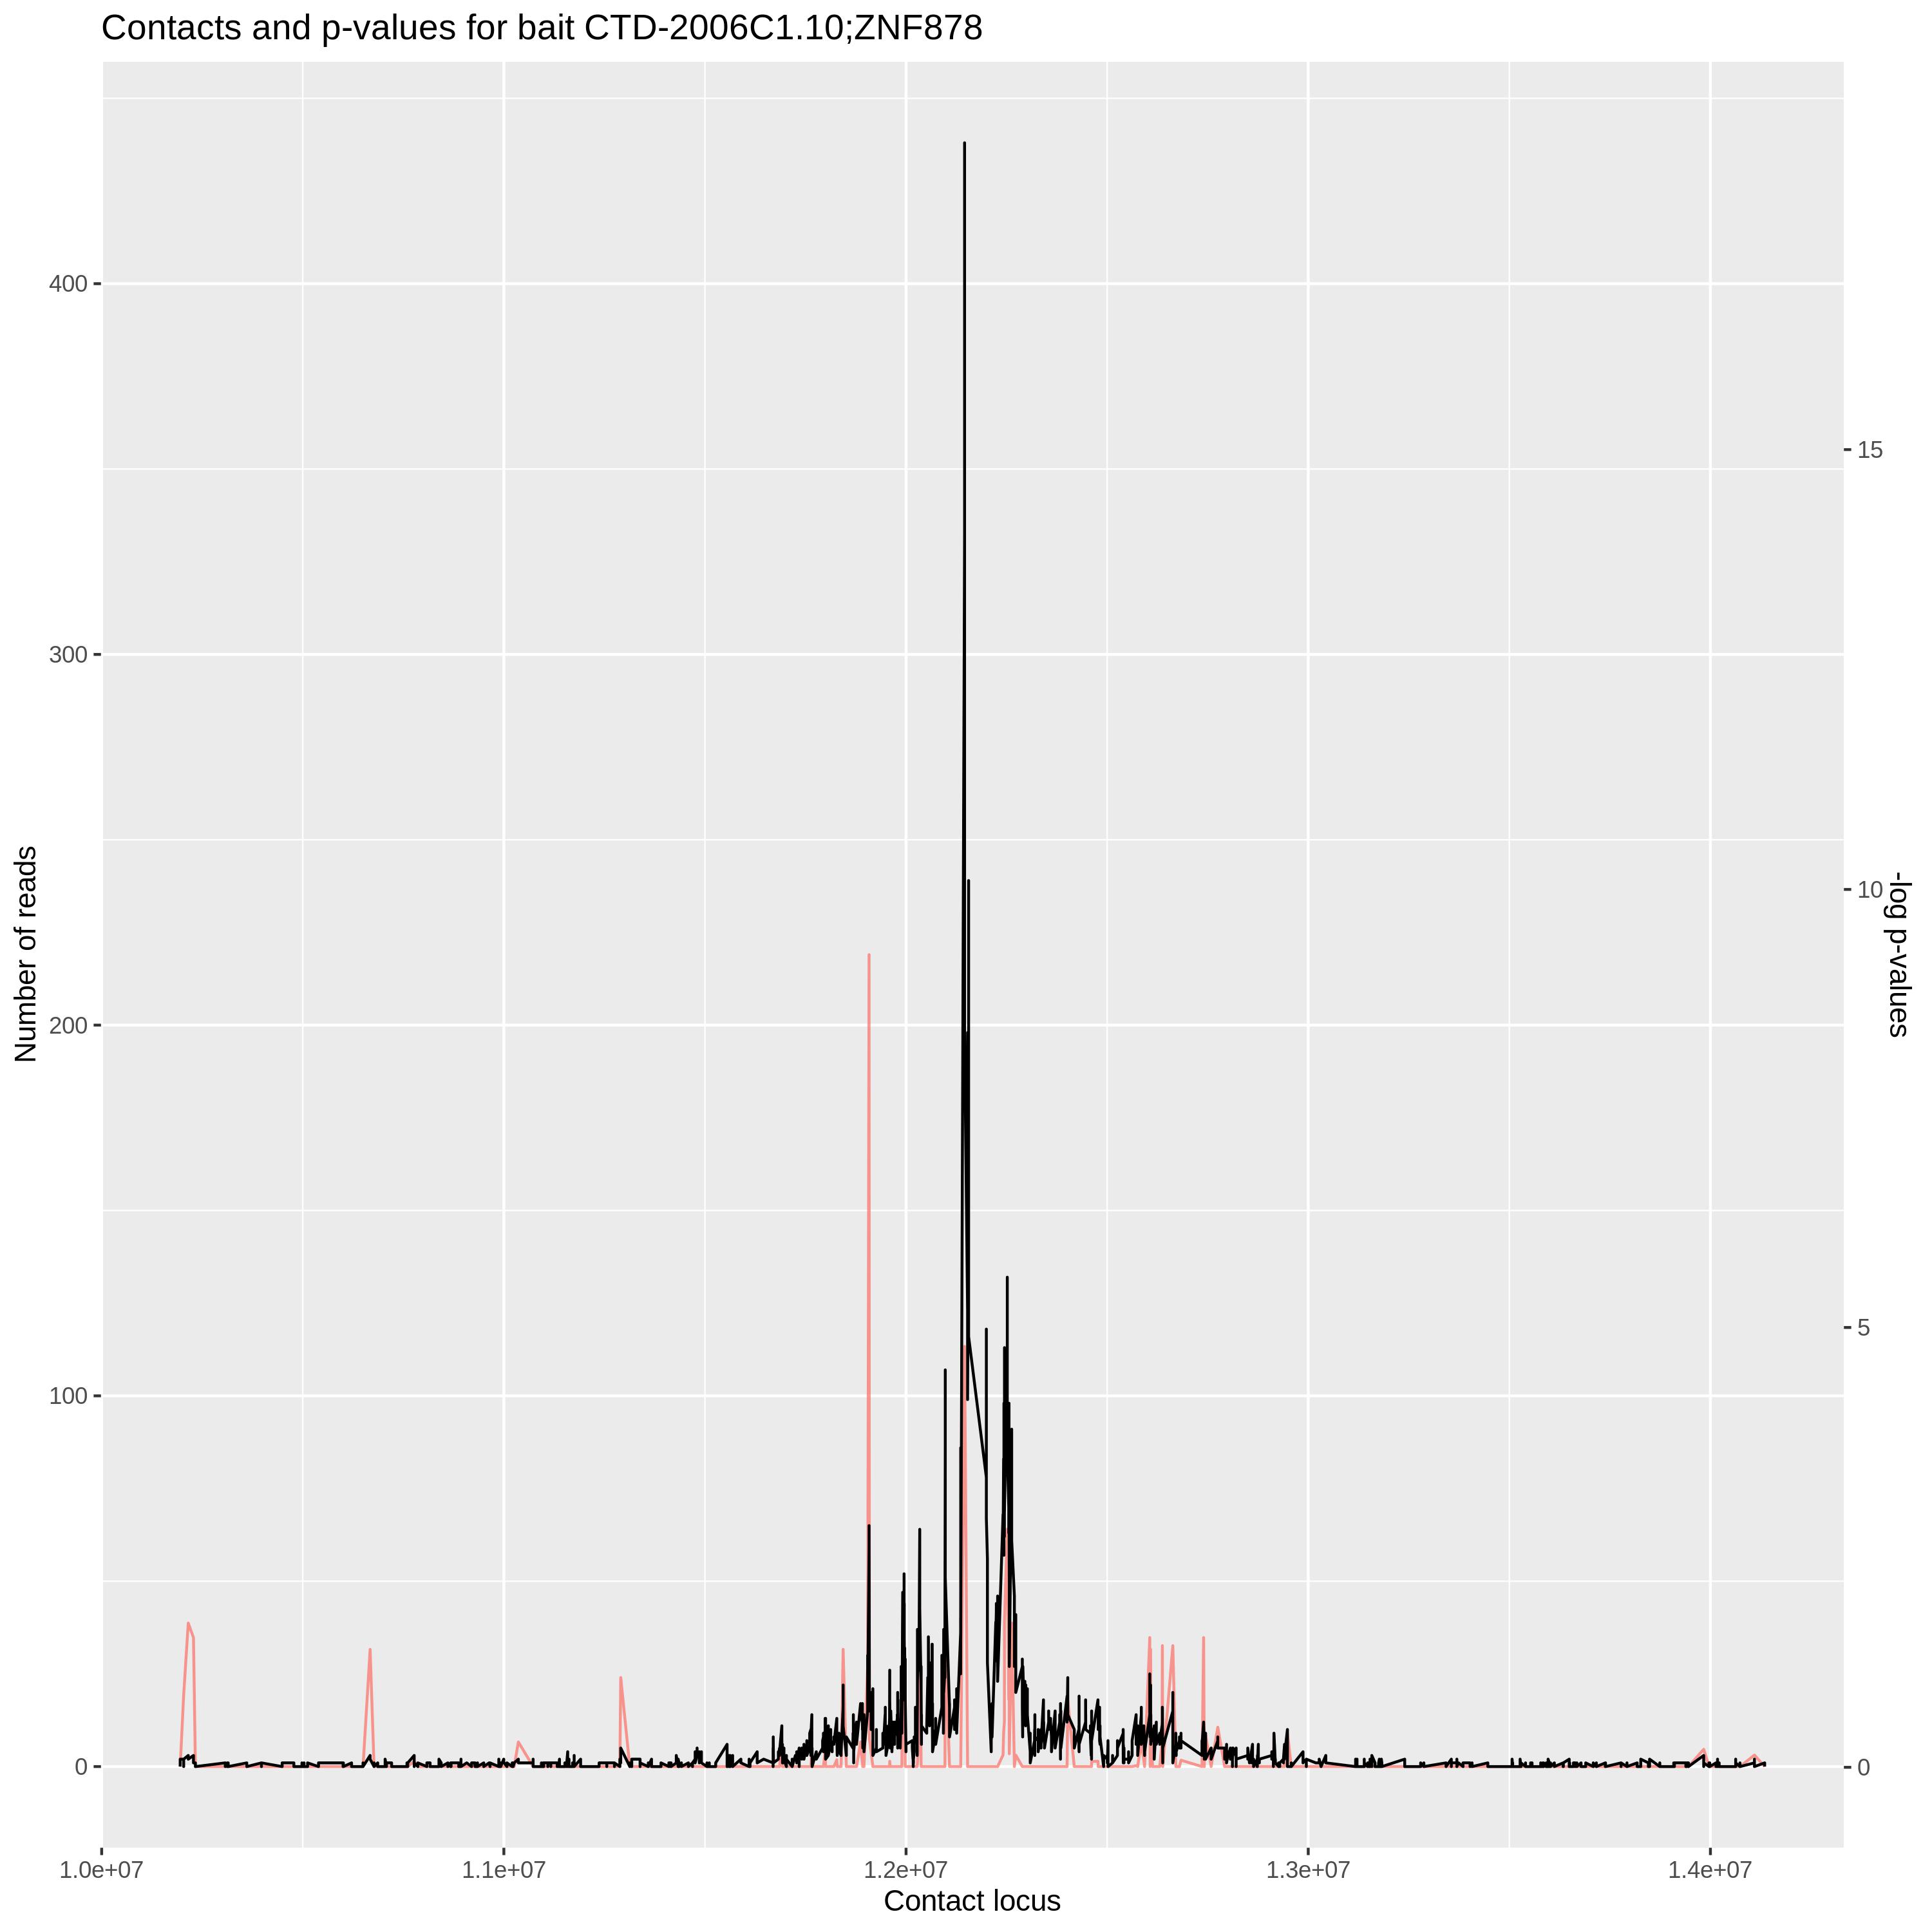 Contacts and p-values for bait CTD-2006C1.10;ZNF878
400
300
200
100
0
Number of reads
15
10
5
0
-log p-values
1.0e+07
1.1e+07
1.2e+07
1.3e+07
1.4e+07
Contact locus